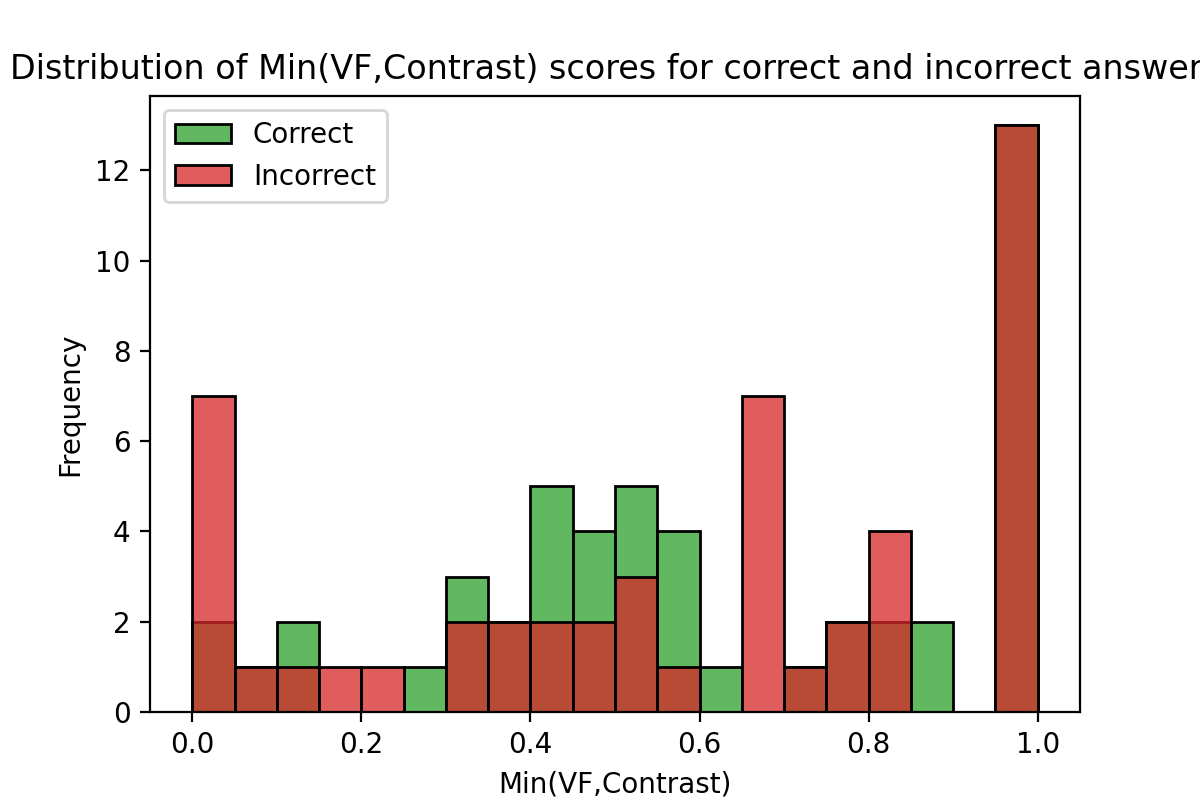 Distribution of Min(VF,Contrast) scores for correct and incorrect answer
Correct
Incorrect
12
10
8
6
4
2
0
Frequency
0.0 0.2 0.4 0.6 0.8 1.0
Min(VF,Contrast)